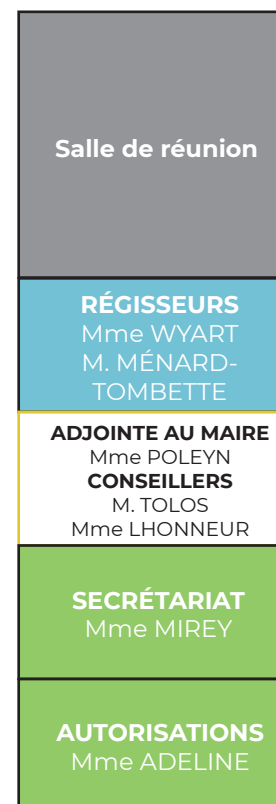 Salle de réunion
RÉGISSEURS
Mme WYART
M. MÉNARD-
TOMBETTE
ADJOINTE AU MAIRE
Mme POLEYN
CONSEILLERS
M. TOLOS
Mme LHONNEUR
SECRÉTARIAT
Mme MIREY
AUTORISATIONS
Mme ADELINE